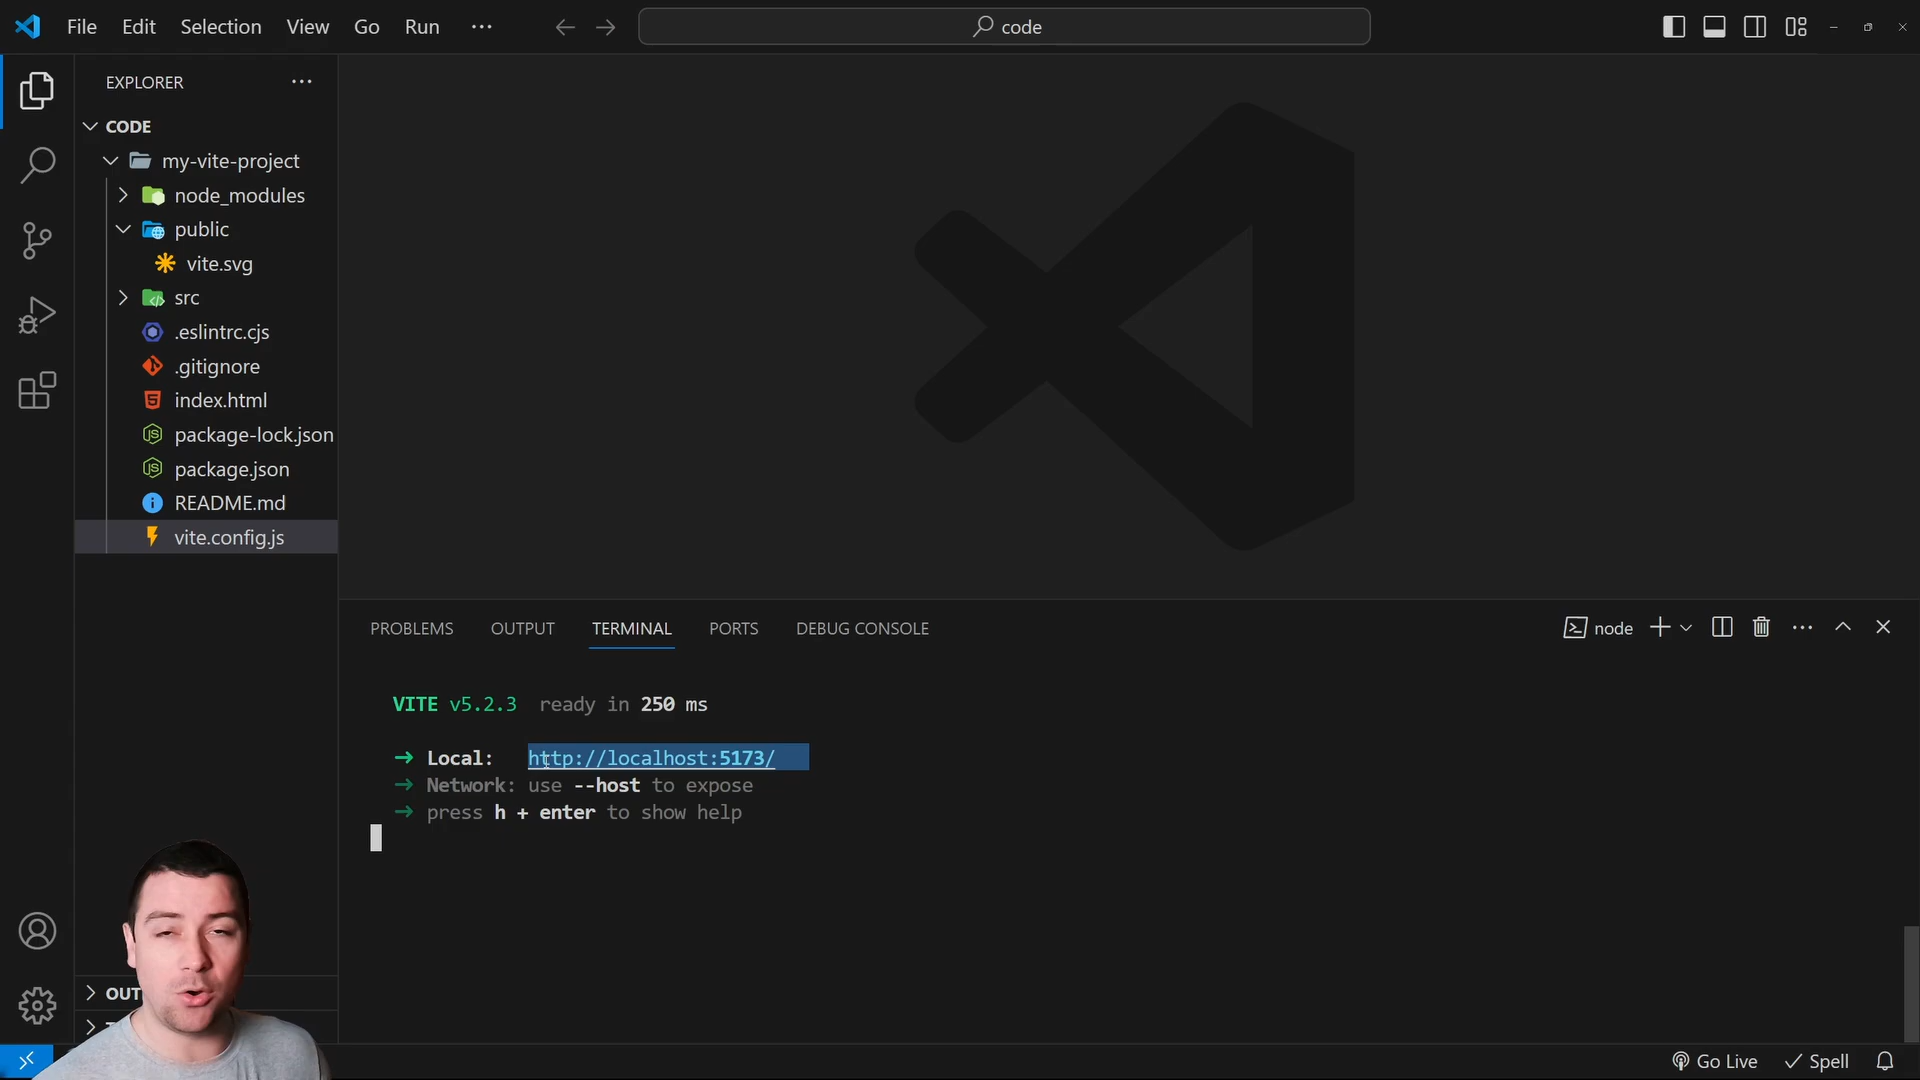 File Edit Selection View Go Run ···
code
EXPLORER ···
CODE
my-vite-project
node_modules
public
vite.svg
src
.eslintrc.cjs
.gitignore
index.html
package-lock.json
package.json
README.md
vite.config.js
OUT
PROBLEMS OUTPUT TERMINAL PORTS DEBUG CONSOLE
node
VITE v5.2.3 ready in 250 ms
➜ Local: http://localhost:5173/
➜ Network: use --host to expose
➜ press h + enter to show help
Go Live Spell